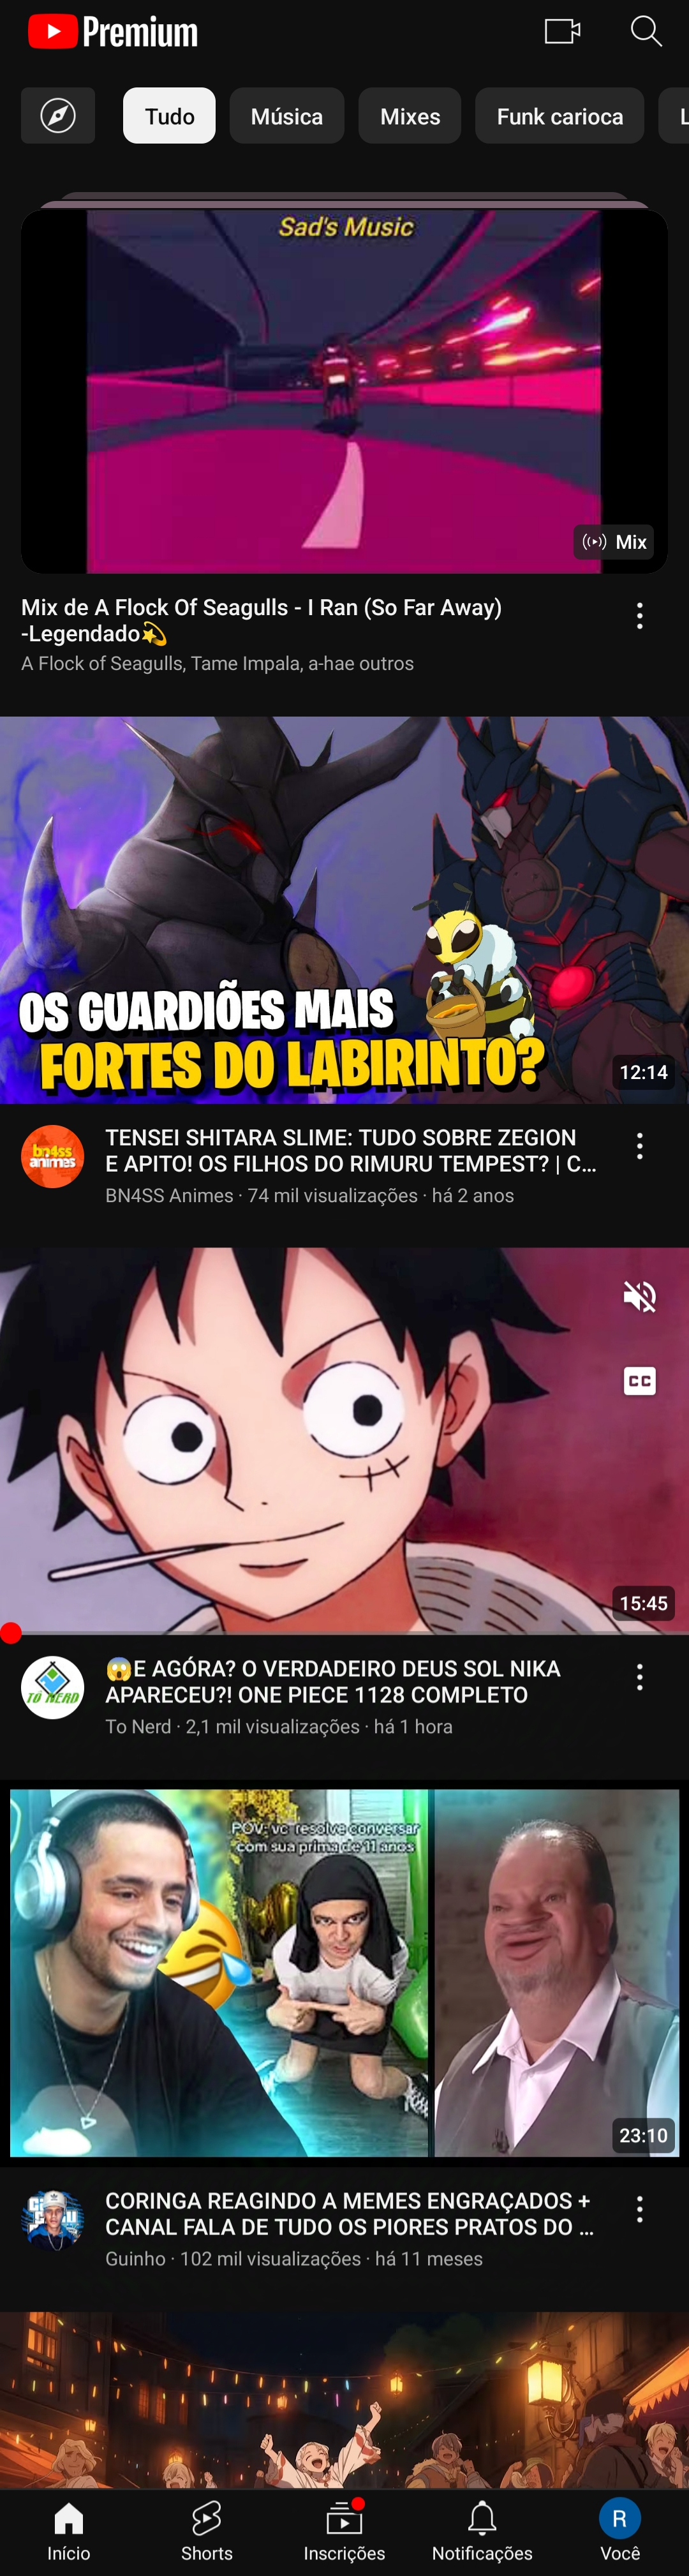 Premium
Tudo
Música
Mixes
Funk carioca
L
Sad's Music
Mix
Mix de A Flock Of Seagulls - I Ran (So Far Away)
-Legendado💫
A Flock of Seagulls, Tame Impala, a-hae outros
OS GUARDIÕES MAIS
FORTES DO LABIRINTO?
12:14
bn4ss
animes
TENSEI SHITARA SLIME: TUDO SOBRE ZEGION
E APITO! OS FILHOS DO RIMURU TEMPEST? | C...
BN4SS Animes · 74 mil visualizações · há 2 anos
CC
15:45
TÔ NERD
😱E AGÓRA? O VERDADEIRO DEUS SOL NIKA
APARECEU?! ONE PIECE 1128 COMPLETO
To Nerd · 2,1 mil visualizações · há 1 hora
POV: vc resolve conversar
com sua prima de 11 anos
23:10
CORINGA REAGINDO A MEMES ENGRAÇADOS +
CANAL FALA DE TUDO OS PIORES PRATOS DO ...
Guinho · 102 mil visualizações · há 11 meses
R
Início
Shorts
Inscrições
Notificações
Você